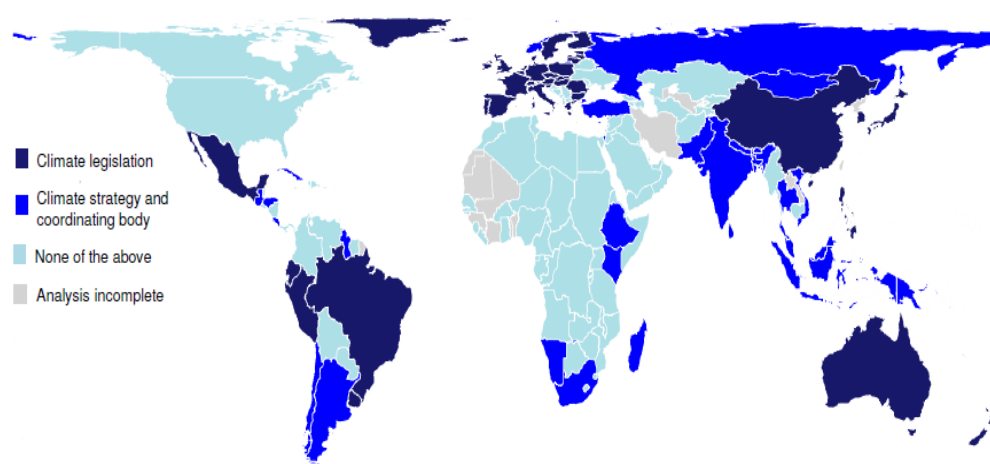 Climate legislation
Climate strategy and
coordinating body
None of the above
Analysis incomplete